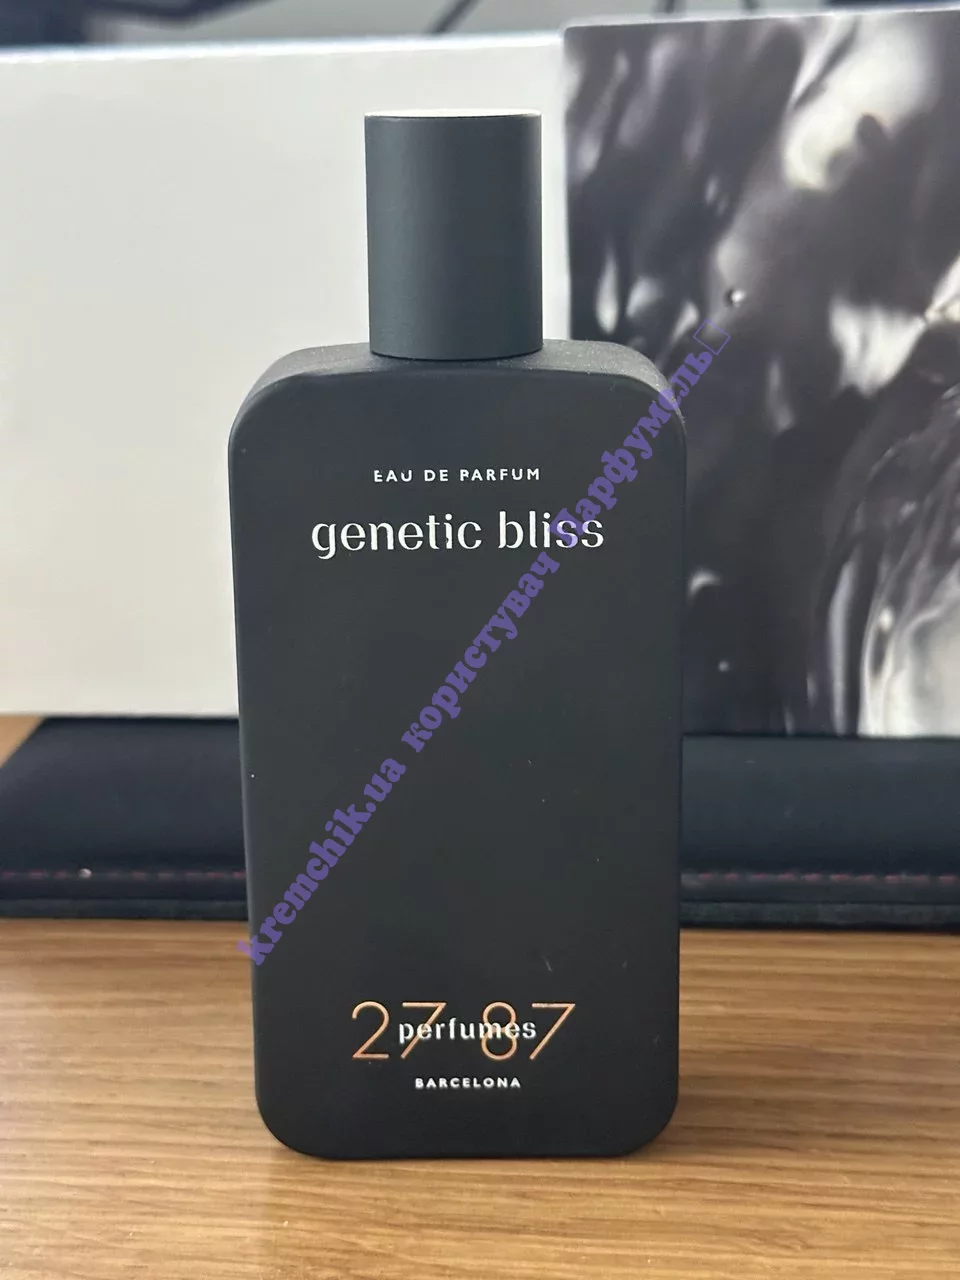 EAU DE PARFUM
genetic bliss
kremchik.ua користувач Парфумель
27 87
perfumes
BARCELONA